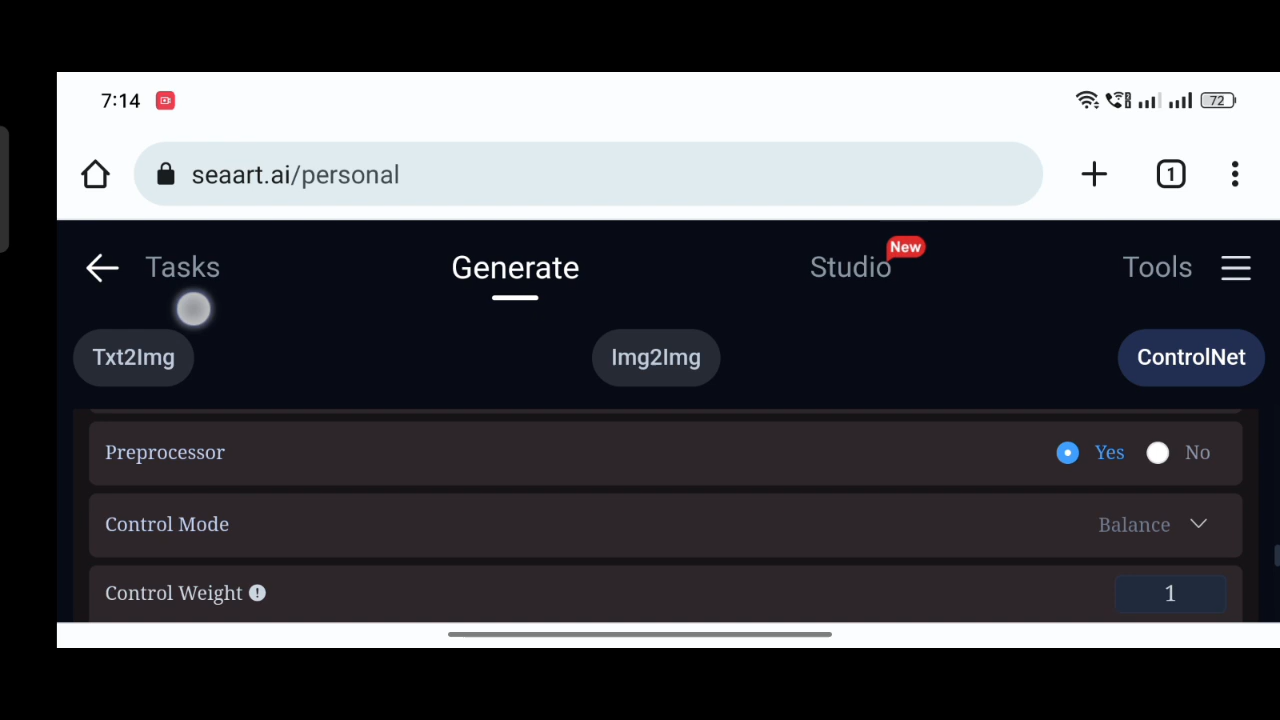 7:14
72
seaart.ai/personal
1
Tasks
Generate
Studio
New
Tools
Txt2Img
Img2Img
ControlNet
Preprocessor
Yes
No
Control Mode
Balance
Control Weight
1